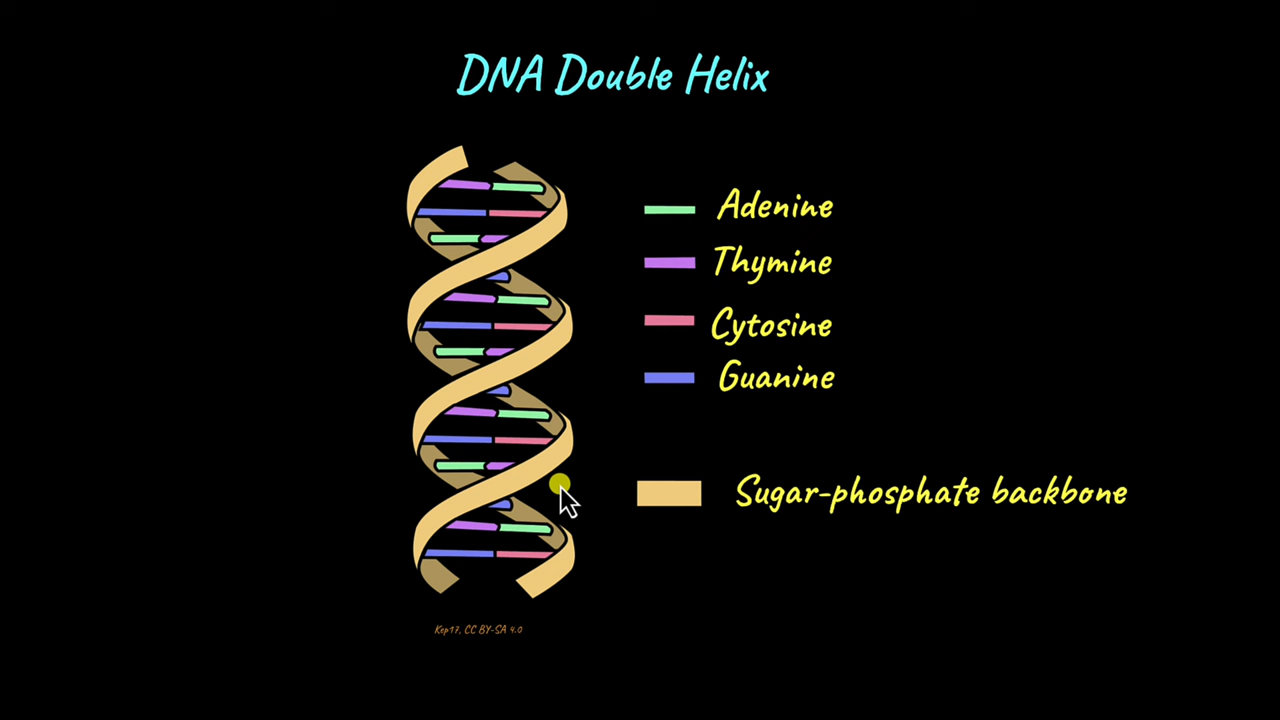 DNA Double Helix
Adenine
Thymine
Cytosine
Guanine
Sugar-phosphate backbone
Kep17, CC BY-SA 4.0